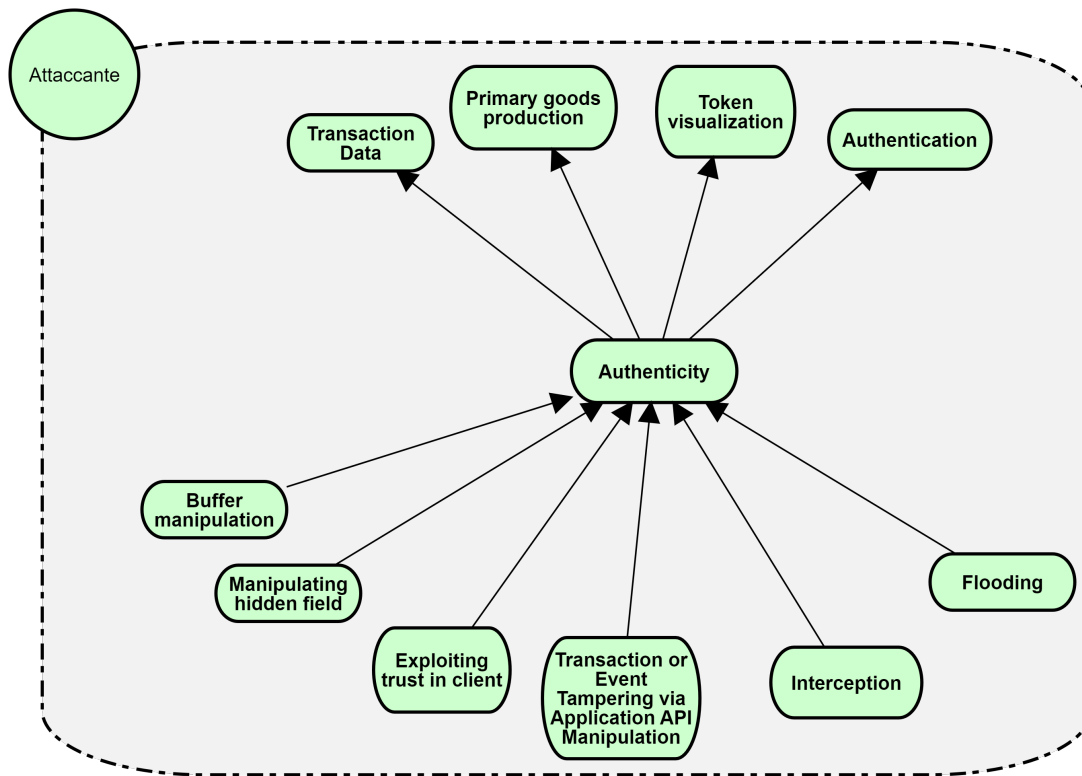 Attaccante
Primary goods
production
Token
visualization
Transaction
Data
Authentication
Authenticity
Buffer
manipulation
Manipulating
hidden field
Flooding
Exploiting
trust in client
Transaction or
Event
Tampering via
Application API
Manipulation
Interception